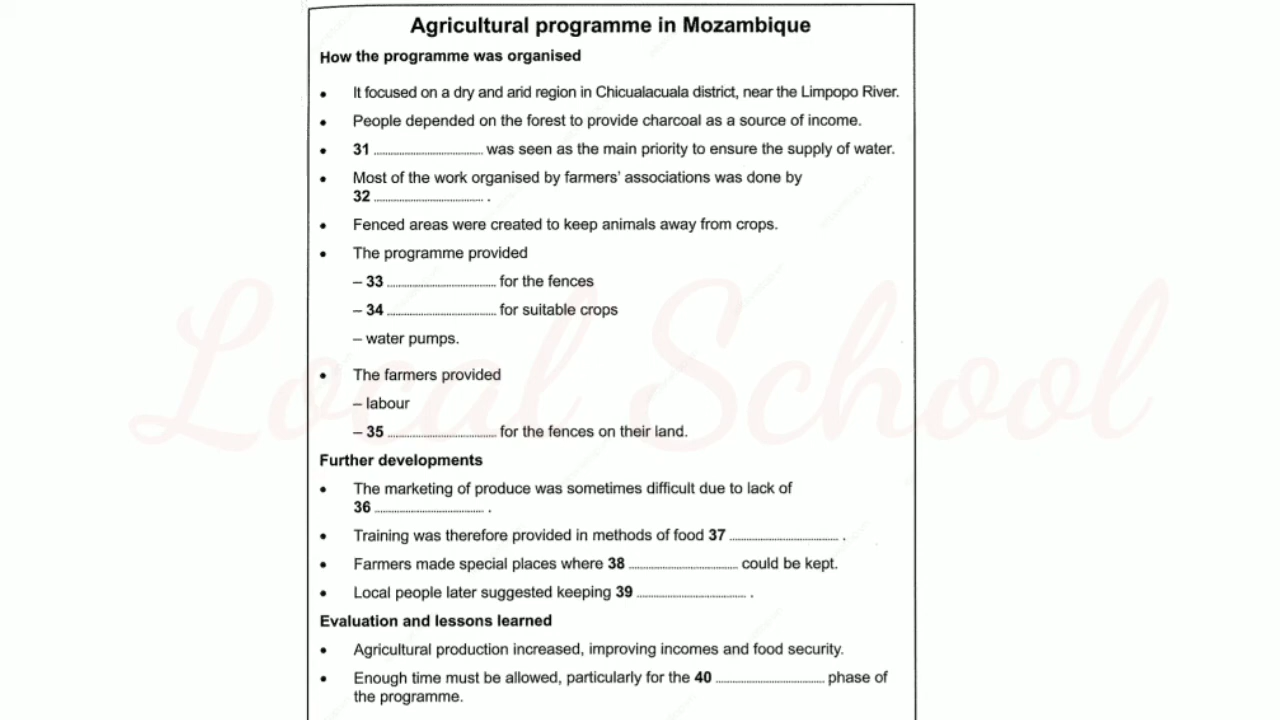 Agricultural programme in Mozambique
How the programme was organised
• It focused on a dry and arid region in Chicualacuala district, near the Limpopo River.
• People depended on the forest to provide charcoal as a source of income.
• 31 .................................. was seen as the main priority to ensure the supply of water.
• Most of the work organised by farmers' associations was done by
32 .................................. .
• Fenced areas were created to keep animals away from crops.
• The programme provided
– 33 .................................. for the fences
– 34 .................................. for suitable crops
– water pumps.
• The farmers provided
– labour
– 35 .................................. for the fences on their land.
Further developments
• The marketing of produce was sometimes difficult due to lack of
36 .................................. .
• Training was therefore provided in methods of food 37 .................................. .
• Farmers made special places where 38 .................................. could be kept.
• Local people later suggested keeping 39 .................................. .
Evaluation and lessons learned
• Agricultural production increased, improving incomes and food security.
• Enough time must be allowed, particularly for the 40 .................................. phase of
the programme.
Local School